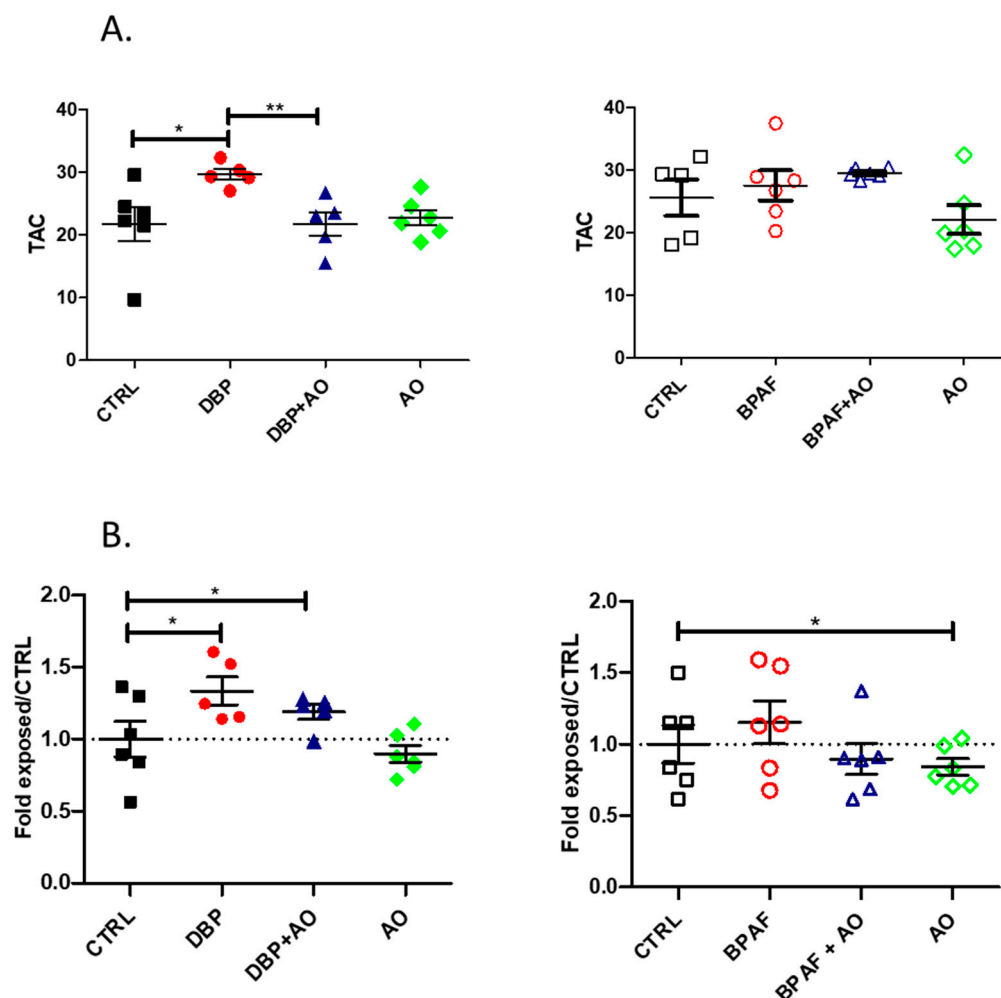 A.
TAC
40
30
20
10
0
*
**
CTRL
DBP
DBP+AO
AO
TAC
40
30
20
10
0
CTRL
BPAF
BPAF+AO
AO
B.
Fold exposed/CTRL
2.0
1.5
1.0
0.5
0.0
*
*
CTRL
DBP
DBP+AO
AO
Fold exposed/CTRL
2.0
1.5
1.0
0.5
0.0
*
CTRL
BPAF
BPAF + AO
AO